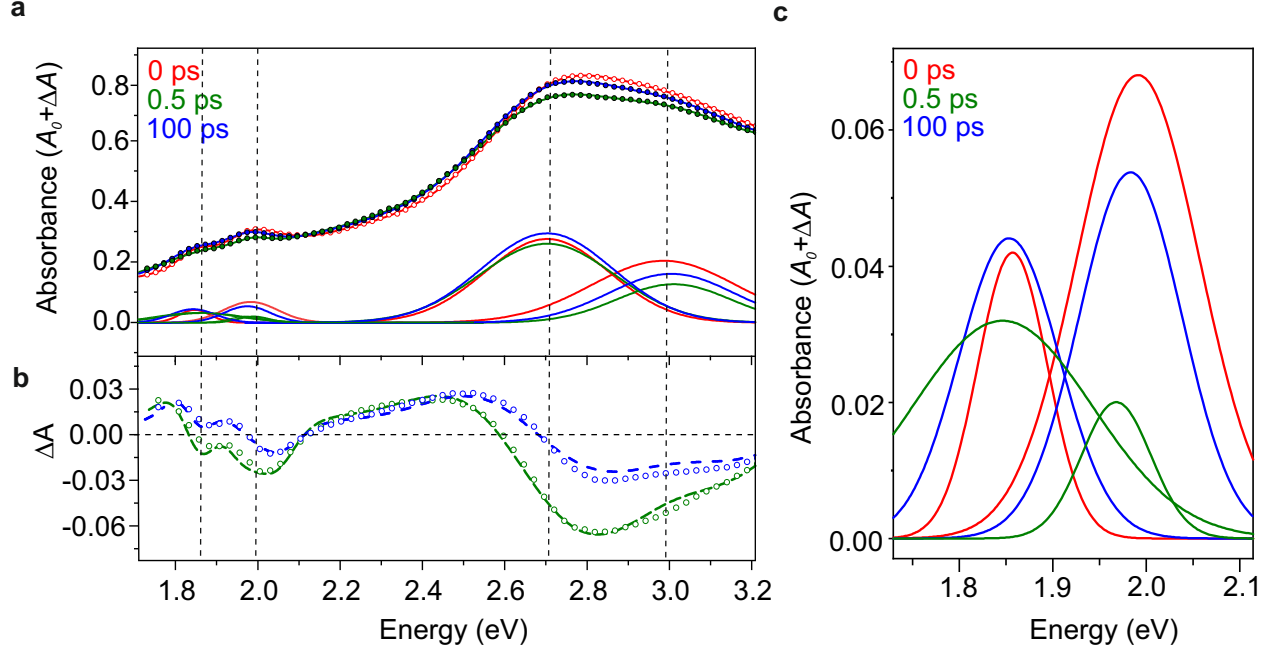 a
0 ps
0.5 ps
100 ps
Absorbance (A0+ΔA)
0.8
0.6
0.4
0.2
0.0
b
ΔA
0.03
0.00
-0.03
-0.06
1.8 2.0 2.2 2.4 2.6 2.8 3.0 3.2
Energy (eV)
c
0 ps
0.5 ps
100 ps
Absorbance (A0+ΔA)
0.06
0.04
0.02
0.00
1.8 1.9 2.0 2.1
Energy (eV)